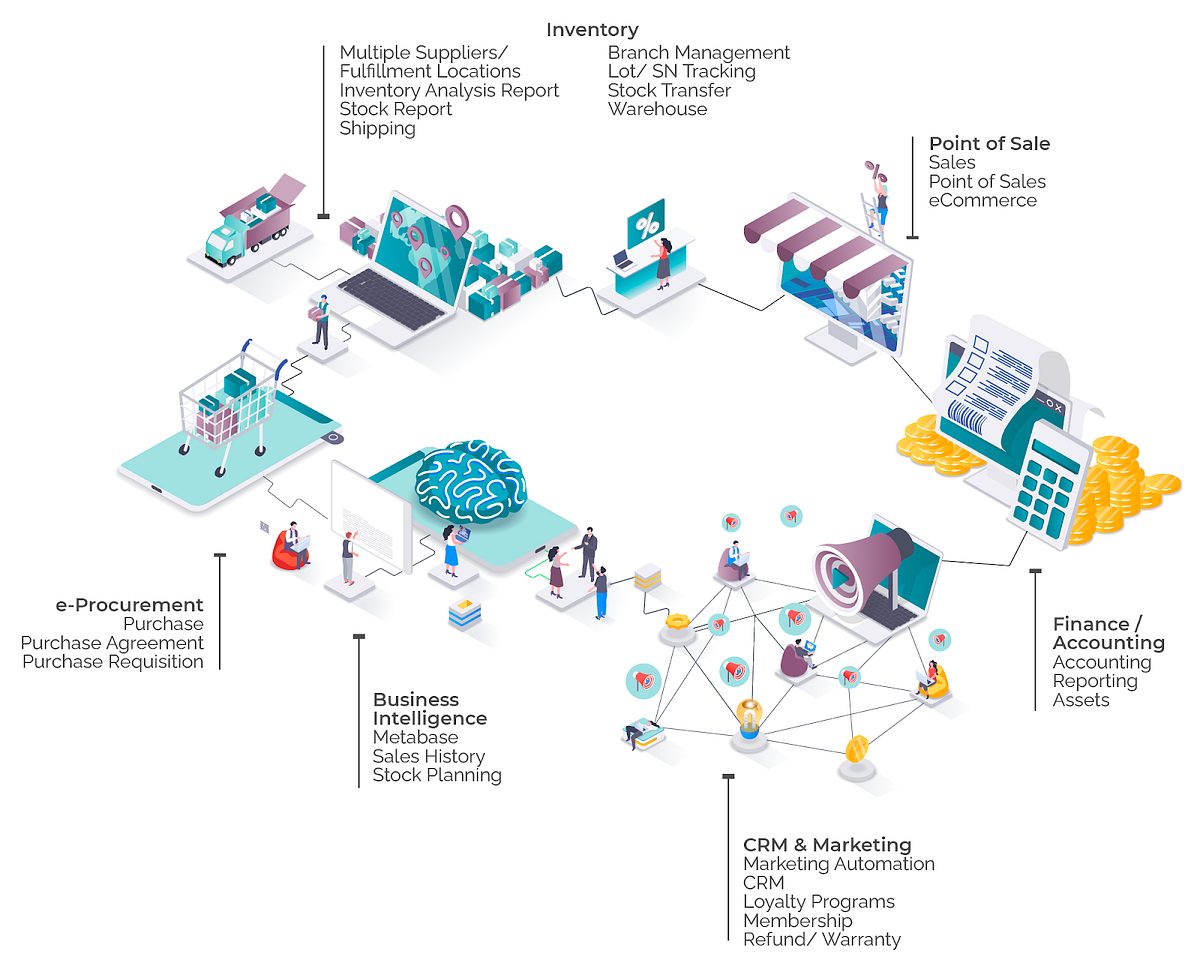 Inventory
Multiple Suppliers/
Fulfillment Locations
Inventory Analysis Report
Stock Report
Shipping
Branch Management
Lot/ SN Tracking
Stock Transfer
Warehouse
Point of Sale
Sales
Point of Sales
eCommerce
%
e-Procurement
Purchase
Purchase Agreement
Purchase Requisition
Business
Intelligence
Metabase
Sales History
Stock Planning
Finance /
Accounting
Accounting
Reporting
Assets
CRM & Marketing
Marketing Automation
CRM
Loyalty Programs
Membership
Refund/ Warranty